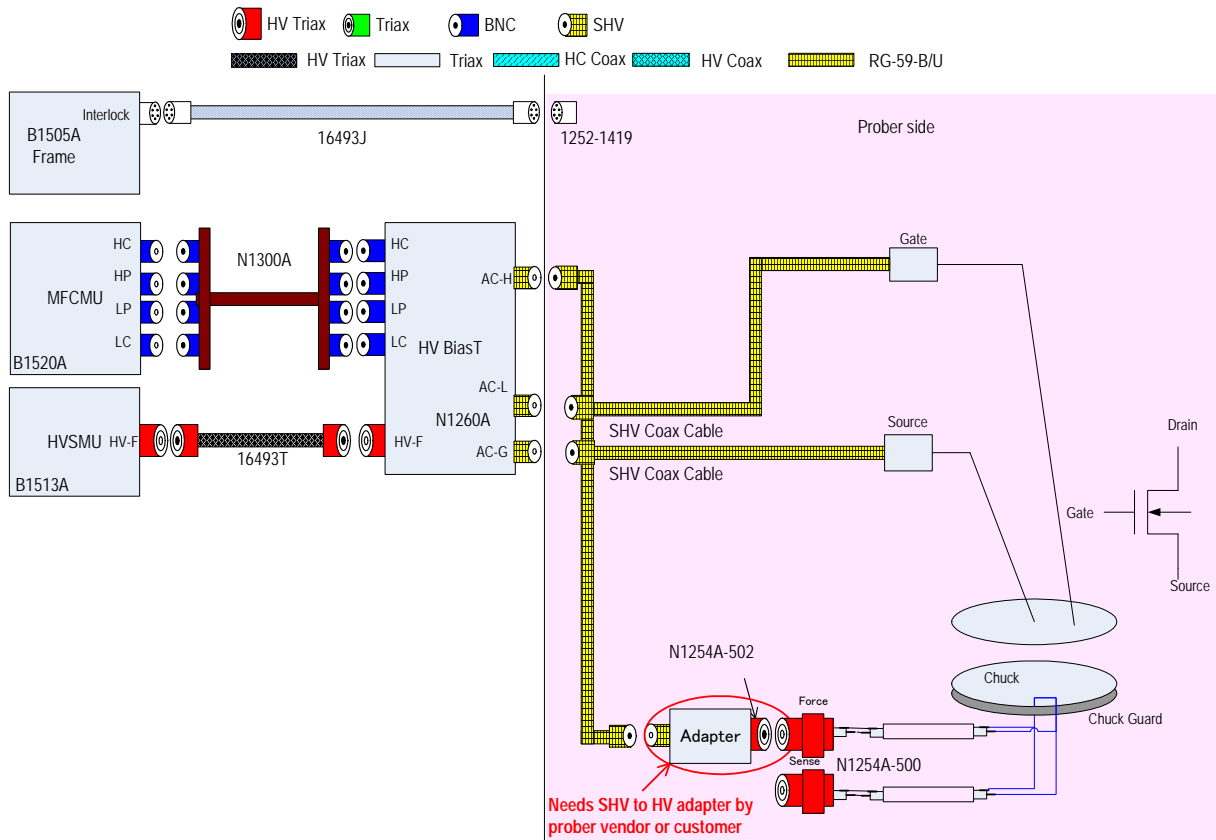 HV Triax
Triax
BNC
SHV
HV Triax
Triax
HC Coax
HV Coax
RG-59-B/U
Interlock
B1505A
Frame
16493J
1252-1419
Prober side
HC
HP
LP
LC
MFCMU
B1520A
N1300A
HC
HP
LP
LC
HV BiasT
N1260A
AC-H
AC-L
AC-G
HV-F
HVSMU
HV-F
B1513A
16493T
Gate
SHV Coax Cable
Source
SHV Coax Cable
Drain
Gate
Source
N1254A-502
Adapter
Force
Sense
N1254A-500
Chuck
Chuck Guard
Needs SHV to HV adapter by
prober vendor or customer